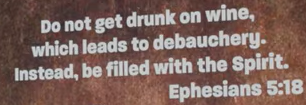 Do not get drunk on wine,
which leads to debauchery.
Instead, be filled with the Spirit.
Ephesians 5:18